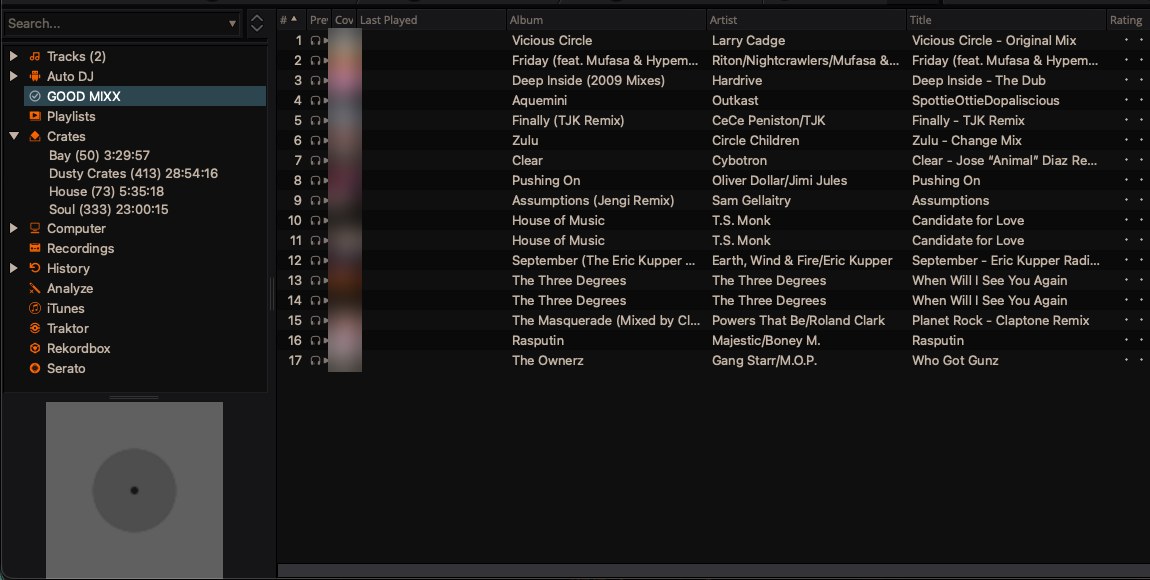 Search...
# Pre Cov Last Played Album Artist Title Rating
Tracks (2)
Auto DJ
GOOD MIXX
Playlists
Crates
Bay (50) 3:29:57
Dusty Crates (413) 28:54:16
House (73) 5:35:18
Soul (333) 23:00:15
Computer
Recordings
History
Analyze
iTunes
Traktor
Rekordbox
Serato
1 Vicious Circle Larry Cadge Vicious Circle - Original Mix
2 Friday (feat. Mufasa & Hypem... Riton/Nightcrawlers/Mufasa &... Friday (feat. Mufasa & Hypem...
3 Deep Inside (2009 Mixes) Hardrive Deep Inside - The Dub
4 Aquemini Outkast SpottieOttieDopaliscious
5 Finally (TJK Remix) CeCe Peniston/TJK Finally - TJK Remix
6 Zulu Circle Children Zulu - Change Mix
7 Clear Cybotron Clear - Jose “Animal” Diaz Re...
8 Pushing On Oliver Dollar/Jimi Jules Pushing On
9 Assumptions (Jengi Remix) Sam Gellaitry Assumptions
10 House of Music T.S. Monk Candidate for Love
11 House of Music T.S. Monk Candidate for Love
12 September (The Eric Kupper ... Earth, Wind & Fire/Eric Kupper September - Eric Kupper Radi...
13 The Three Degrees The Three Degrees When Will I See You Again
14 The Three Degrees The Three Degrees When Will I See You Again
15 The Masquerade (Mixed by Cl... Powers That Be/Roland Clark Planet Rock - Claptone Remix
16 Rasputin Majestic/Boney M. Rasputin
17 The Ownerz Gang Starr/M.O.P. Who Got Gunz